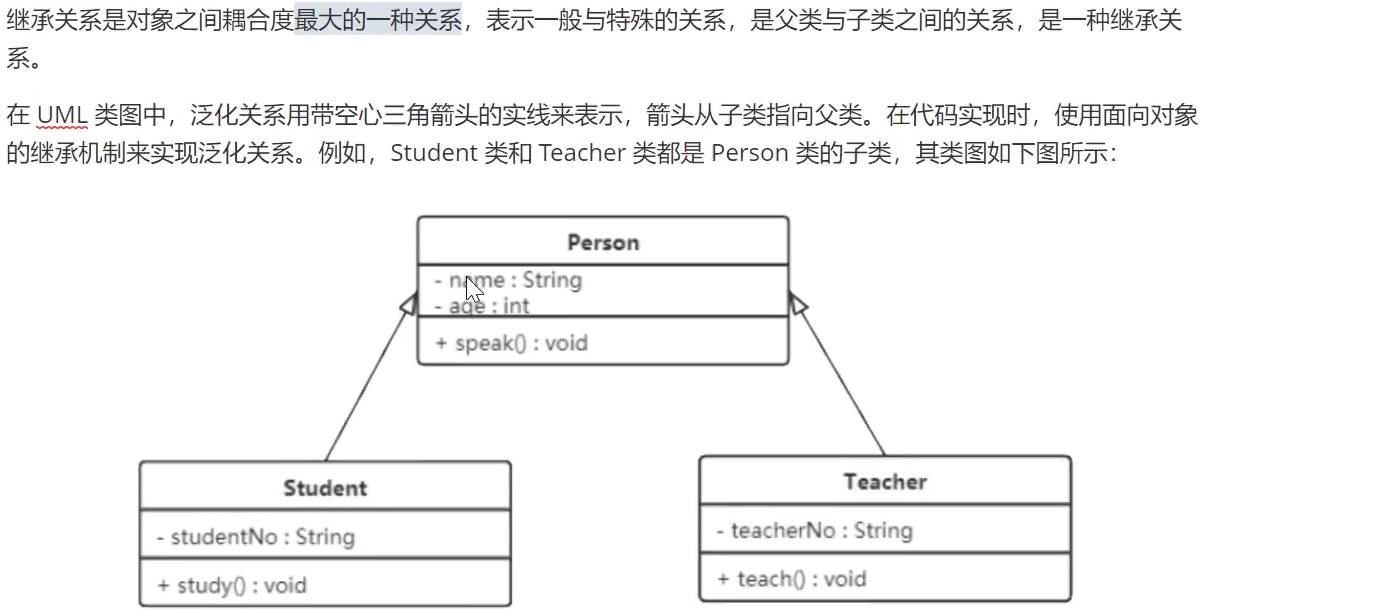 继承关系是对象之间耦合度最大的一种关系，表示一般与特殊的关系，是父类与子类之间的关系，是一种继承关
系。
在 UML 类图中，泛化关系用带空心三角箭头的实线来表示，箭头从子类指向父类。在代码实现时，使用面向对象
的继承机制来实现泛化关系。例如，Student 类和 Teacher 类都是 Person 类的子类，其类图如下图所示：
Person
- name : String
- age : int
+ speak() : void
Student
- studentNo : String
+ study() : void
Teacher
- teacherNo : String
+ teach() : void